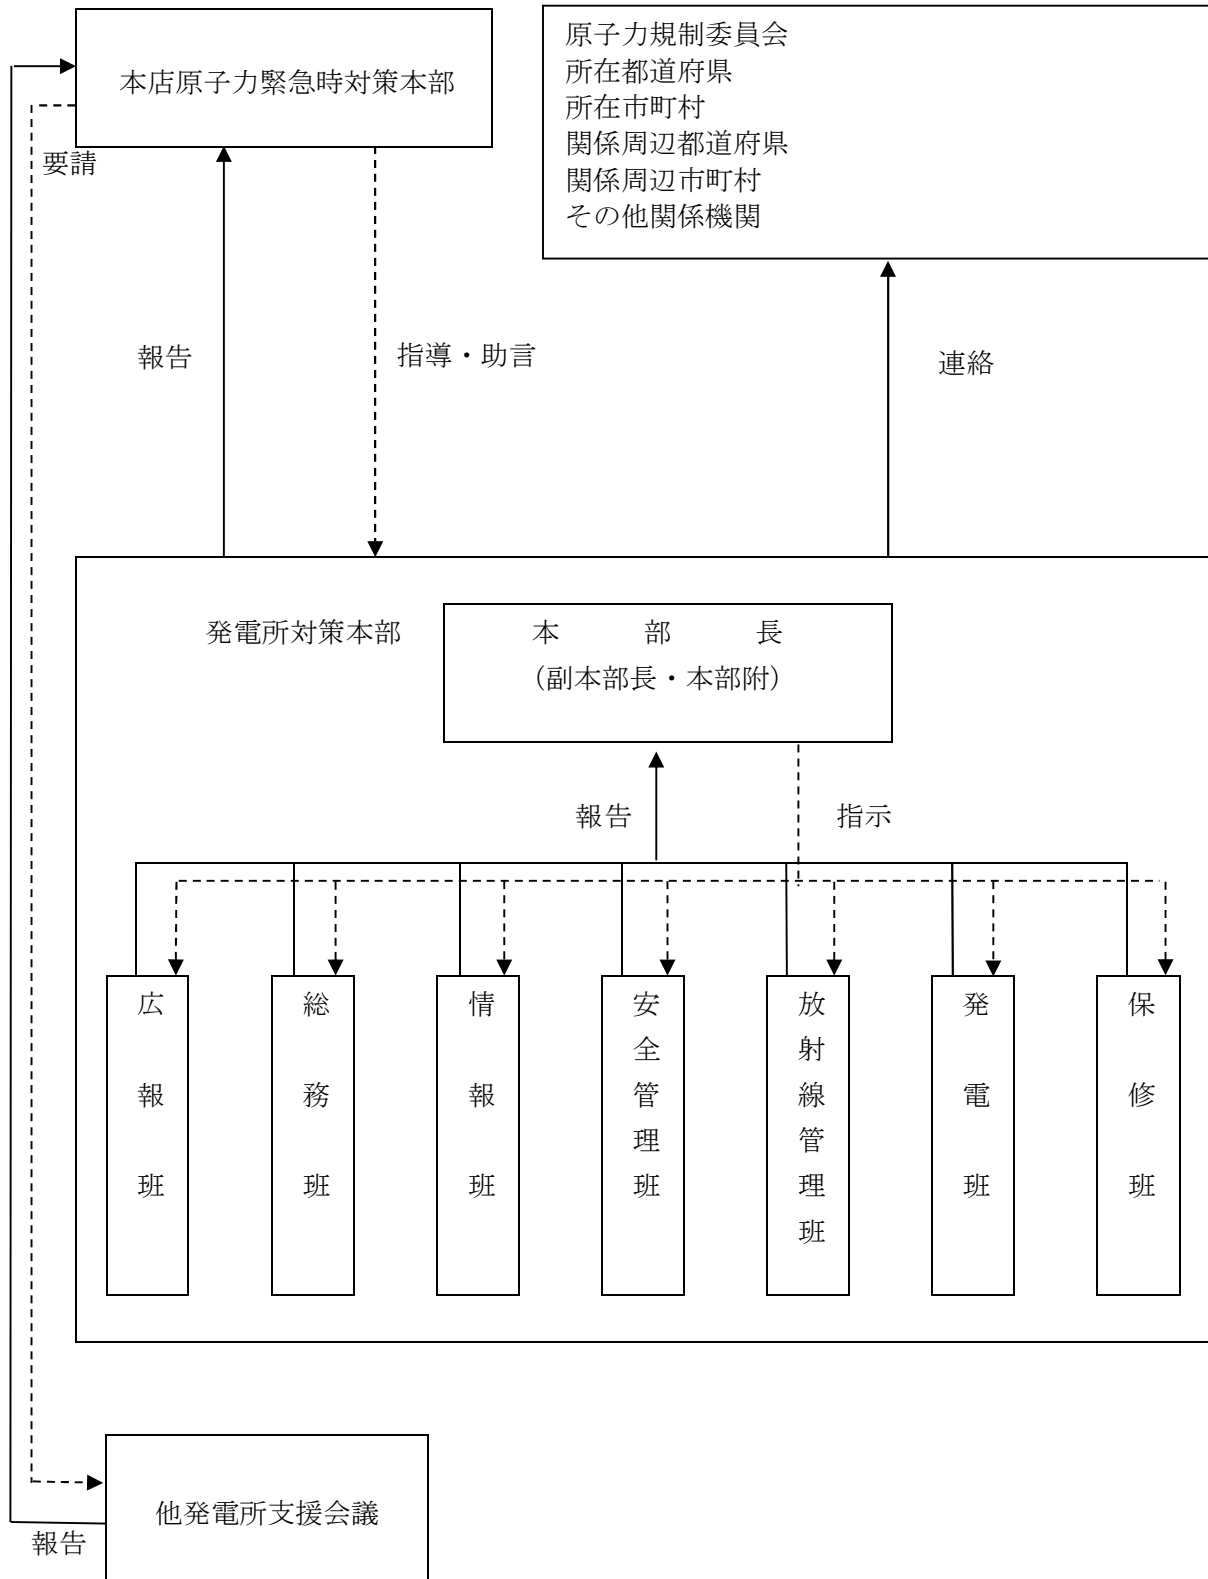 本店原子力緊急時対策本部
原子力規制委員会
所在都道府県
所在市町村
関係周辺都道府県
関係周辺市町村
その他関係機関
要請
報告
指導・助言
連絡
発電所対策本部
本　部　長
（副本部長・本部附）
報告
指示
広報班
総務班
情報班
安全管理班
放射線管理班
発電班
保修班
他発電所支援会議
報告